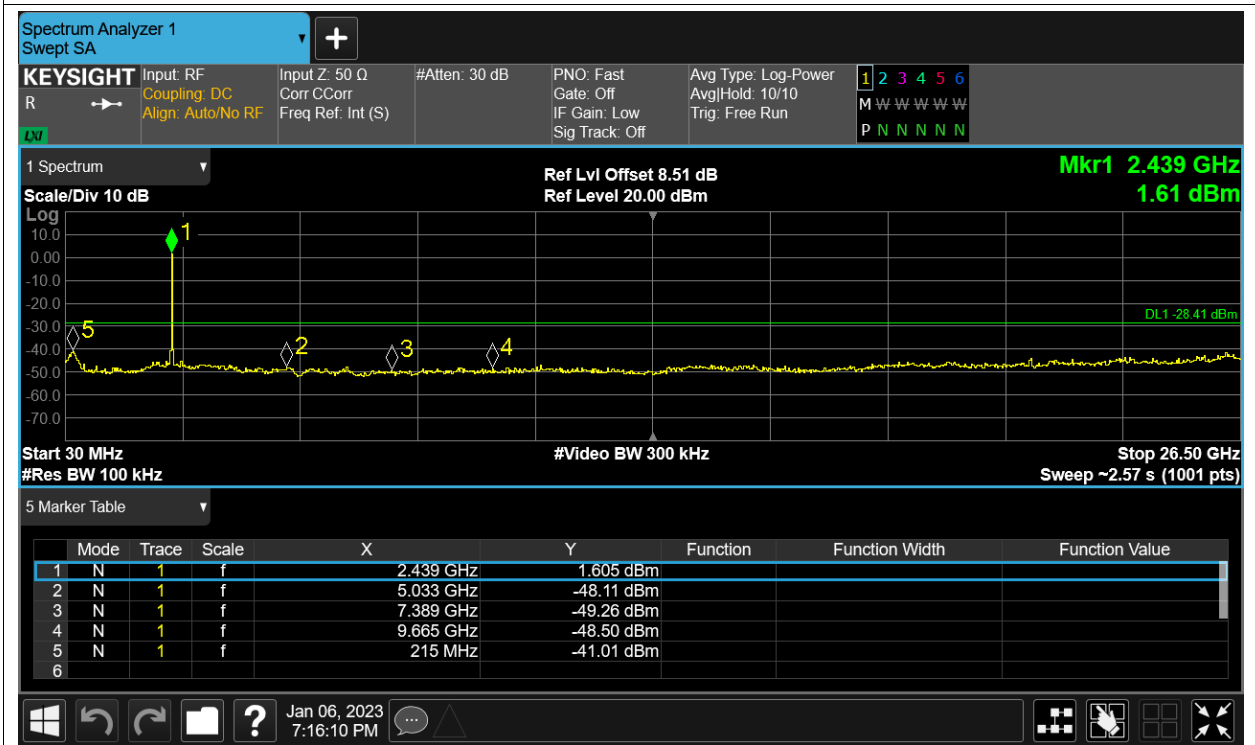 Spectrum Analyzer 1
Swept SA
+
KEYSIGHT Input: RF Input Z: 50 Ω #Atten: 30 dB PNO: Fast Avg Type: Log-Power 1 2 3 4 5 6
R Coupling: DC Corr CCorr Gate: Off Avg|Hold: 10/10 M W W W W W
Align: Auto/No RF Freq Ref: Int (S) IF Gain: Low Trig: Free Run
LXI Sig Track: Off P N N N N N
1 Spectrum Ref Lvl Offset 8.51 dB Mkr1 2.439 GHz
Scale/Div 10 dB Ref Level 20.00 dBm 1.61 dBm
Log
10.0
0.00
-10.0
-20.0
-30.0
-40.0
-50.0
-60.0
-70.0
1
DL1 -28.41 dBm
5
2
3
4
Start 30 MHz #Video BW 300 kHz Stop 26.50 GHz
#Res BW 100 kHz Sweep ~2.57 s (1001 pts)
5 Marker Table
Mode Trace Scale X Y Function Function Width Function Value
1 N 1 f 2.439 GHz 1.605 dBm
2 N 1 f 5.033 GHz -48.11 dBm
3 N 1 f 7.389 GHz -49.26 dBm
4 N 1 f 9.665 GHz -48.50 dBm
5 N 1 f 215 MHz -41.01 dBm
6
? Jan 06, 2023
7:16:10 PM